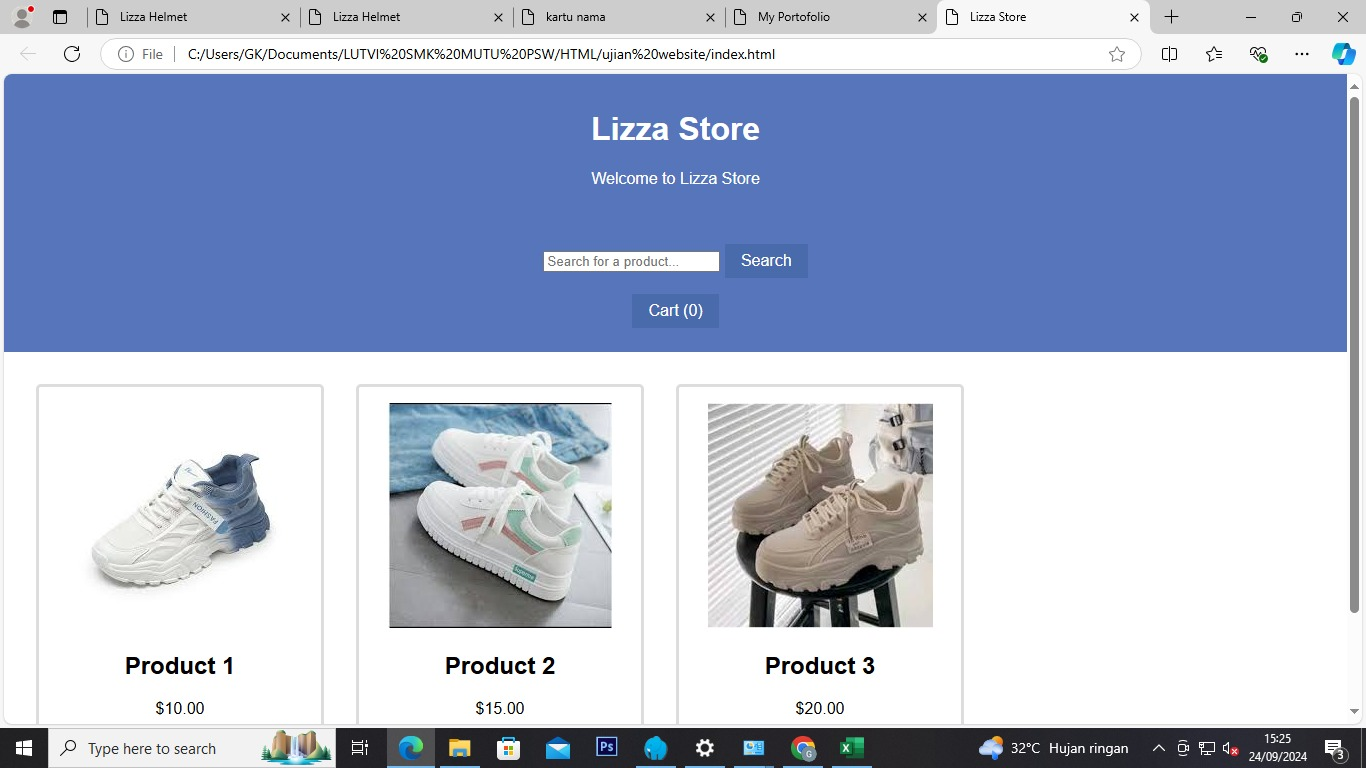 Lizza Helmet
Lizza Helmet
kartu nama
My Portofolio
Lizza Store
File
C:/Users/GK/Documents/LUTVI%20SMK%20MUTU%20PSW/HTML/ujian%20website/index.html
Lizza Store
Welcome to Lizza Store
Search for a product...
Search
Cart (0)
FASHION
Product 1
Product 2
Product 3
$10.00
$15.00
$20.00
Type here to search
Ps
G
32°C Hujan ringan
15:25
24/09/2024
3